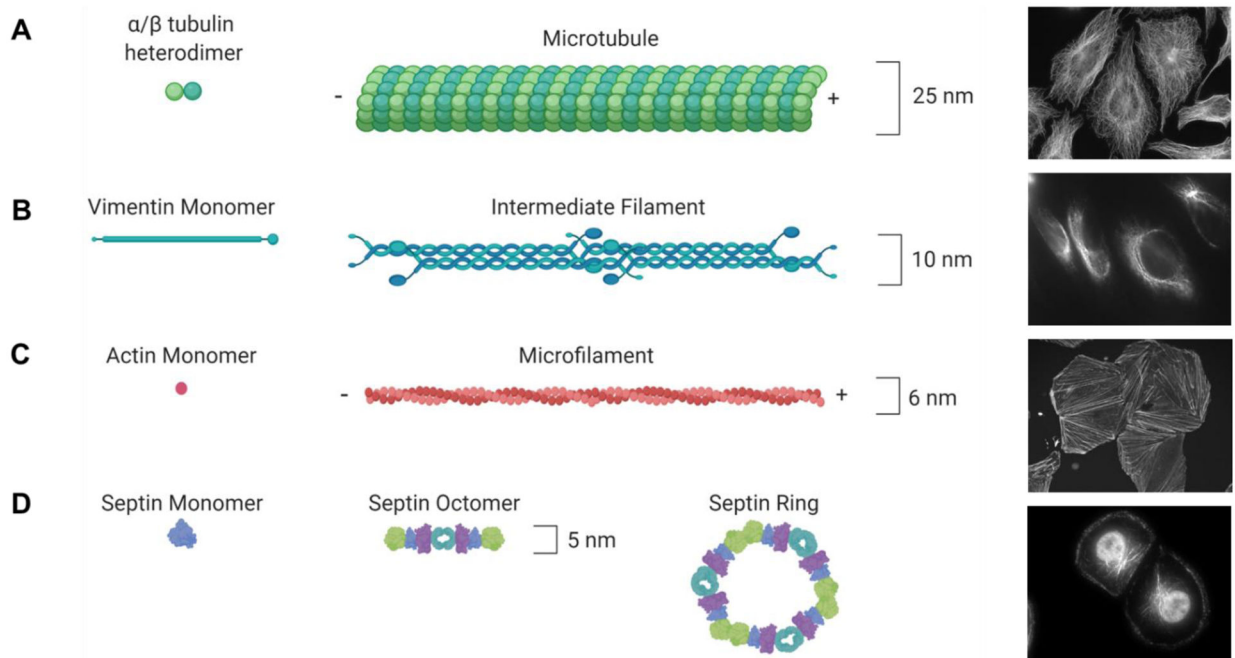 A
α/β tubulin
heterodimer
Microtubule
-
+
25 nm
B
Vimentin Monomer
Intermediate Filament
10 nm
C
Actin Monomer
Microfilament
-
+
6 nm
D
Septin Monomer
Septin Octomer
5 nm
Septin Ring